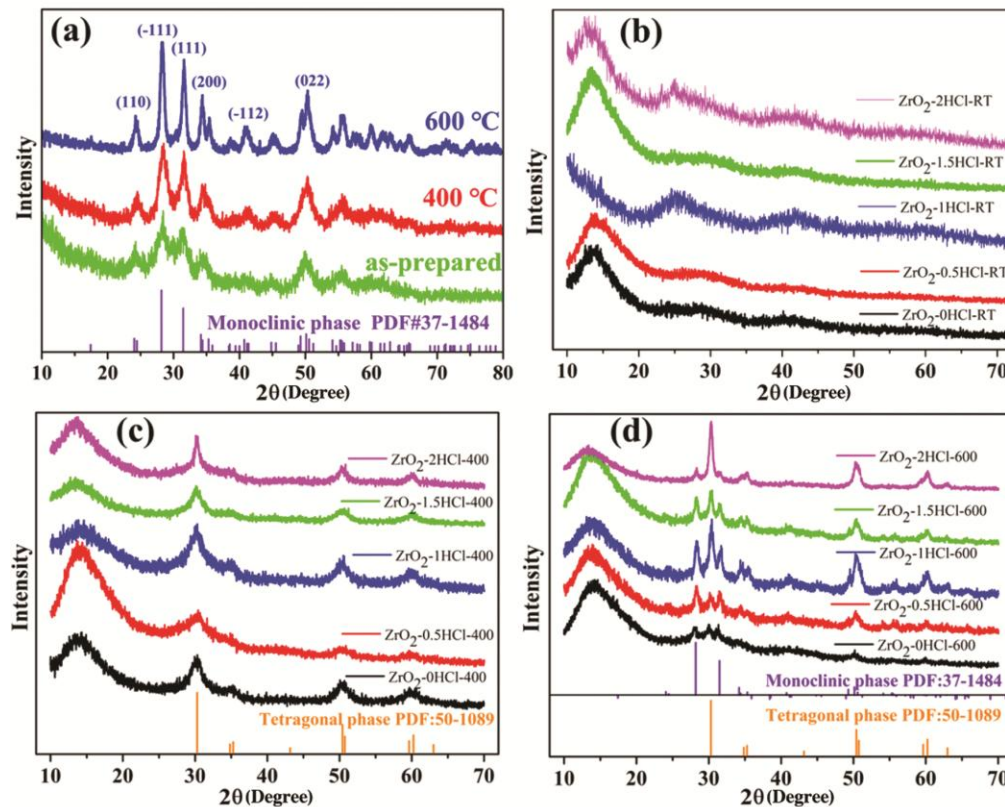 (a)
(-111)
(111)
(110)
(200)
(-112)
(022)
600 °C
400 °C
as-prepared
Monoclinic phase PDF#37-1484
Intensity
10 20 30 40 50 60 70 80
2θ(Degree)
(b)
ZrO2-2HCl-RT
ZrO2-1.5HCl-RT
ZrO2-1HCl-RT
ZrO2-0.5HCl-RT
ZrO2-0HCl-RT
Intensity
10 20 30 40 50 60 70
2θ(Degree)
(c)
ZrO2-2HCl-400
ZrO2-1.5HCl-400
ZrO2-1HCl-400
ZrO2-0.5HCl-400
ZrO2-0HCl-400
Tetragonal phase PDF:50-1089
Intensity
10 20 30 40 50 60 70
2θ(Degree)
(d)
ZrO2-2HCl-600
ZrO2-1.5HCl-600
ZrO2-1HCl-600
ZrO2-0.5HCl-600
ZrO2-0HCl-600
Monoclinic phase PDF:37-1484
Tetragonal phase PDF:50-1089
Intensity
10 20 30 40 50 60 70
2θ(Degree)